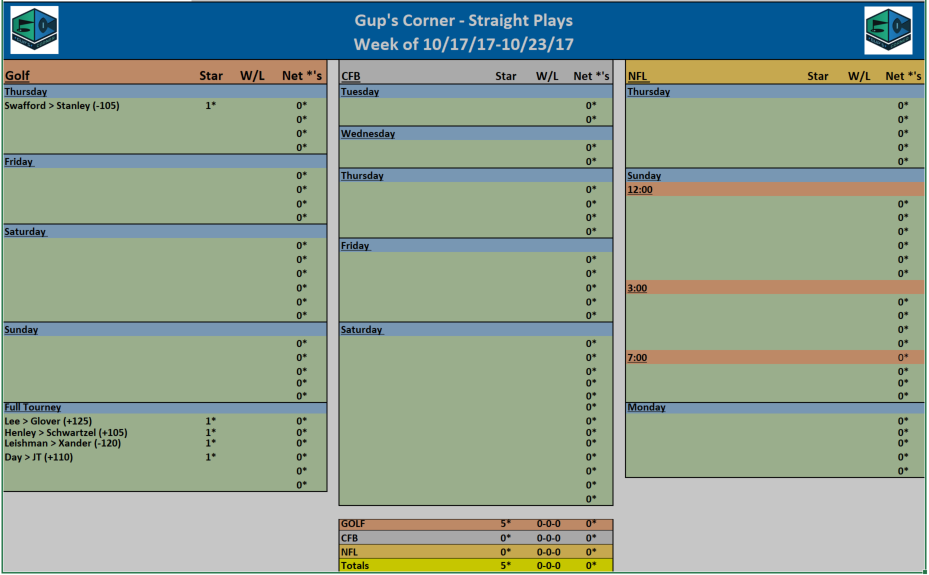 Gup's Corner - Straight Plays
Week of 10/17/17-10/23/17
Golf Star W/L Net *'s
Thursday
Swafford > Stanley (-105) 1* 0*
0*
0*
0*
Friday
0*
0*
0*
0*
Saturday
0*
0*
0*
0*
0*
0*
Sunday
0*
0*
0*
0*
0*
Full Tourney
Lee > Glover (+125) 1* 0*
Henley > Schwartzel (+105) 1* 0*
Leishman > Xander (-120) 1* 0*
Day > JT (+110) 1* 0*
0*
0*
CFB Star W/L Net *'s
Tuesday
0*
0*
Wednesday
0*
0*
Thursday
0*
0*
0*
0*
Friday
0*
0*
0*
0*
0*
Saturday
0*
0*
0*
0*
0*
0*
0*
0*
0*
0*
0*
0*
NFL Star W/L Net *'s
Thursday
0*
0*
0*
0*
0*
Sunday
12:00
0*
0*
0*
0*
0*
0*
3:00
0*
0*
0*
0*
7:00 0*
0*
0*
0*
Monday
0*
0*
0*
0*
0*
GOLF 5* 0-0-0 0*
CFB 0* 0-0-0 0*
NFL 0* 0-0-0 0*
Totals 5* 0-0-0 0*